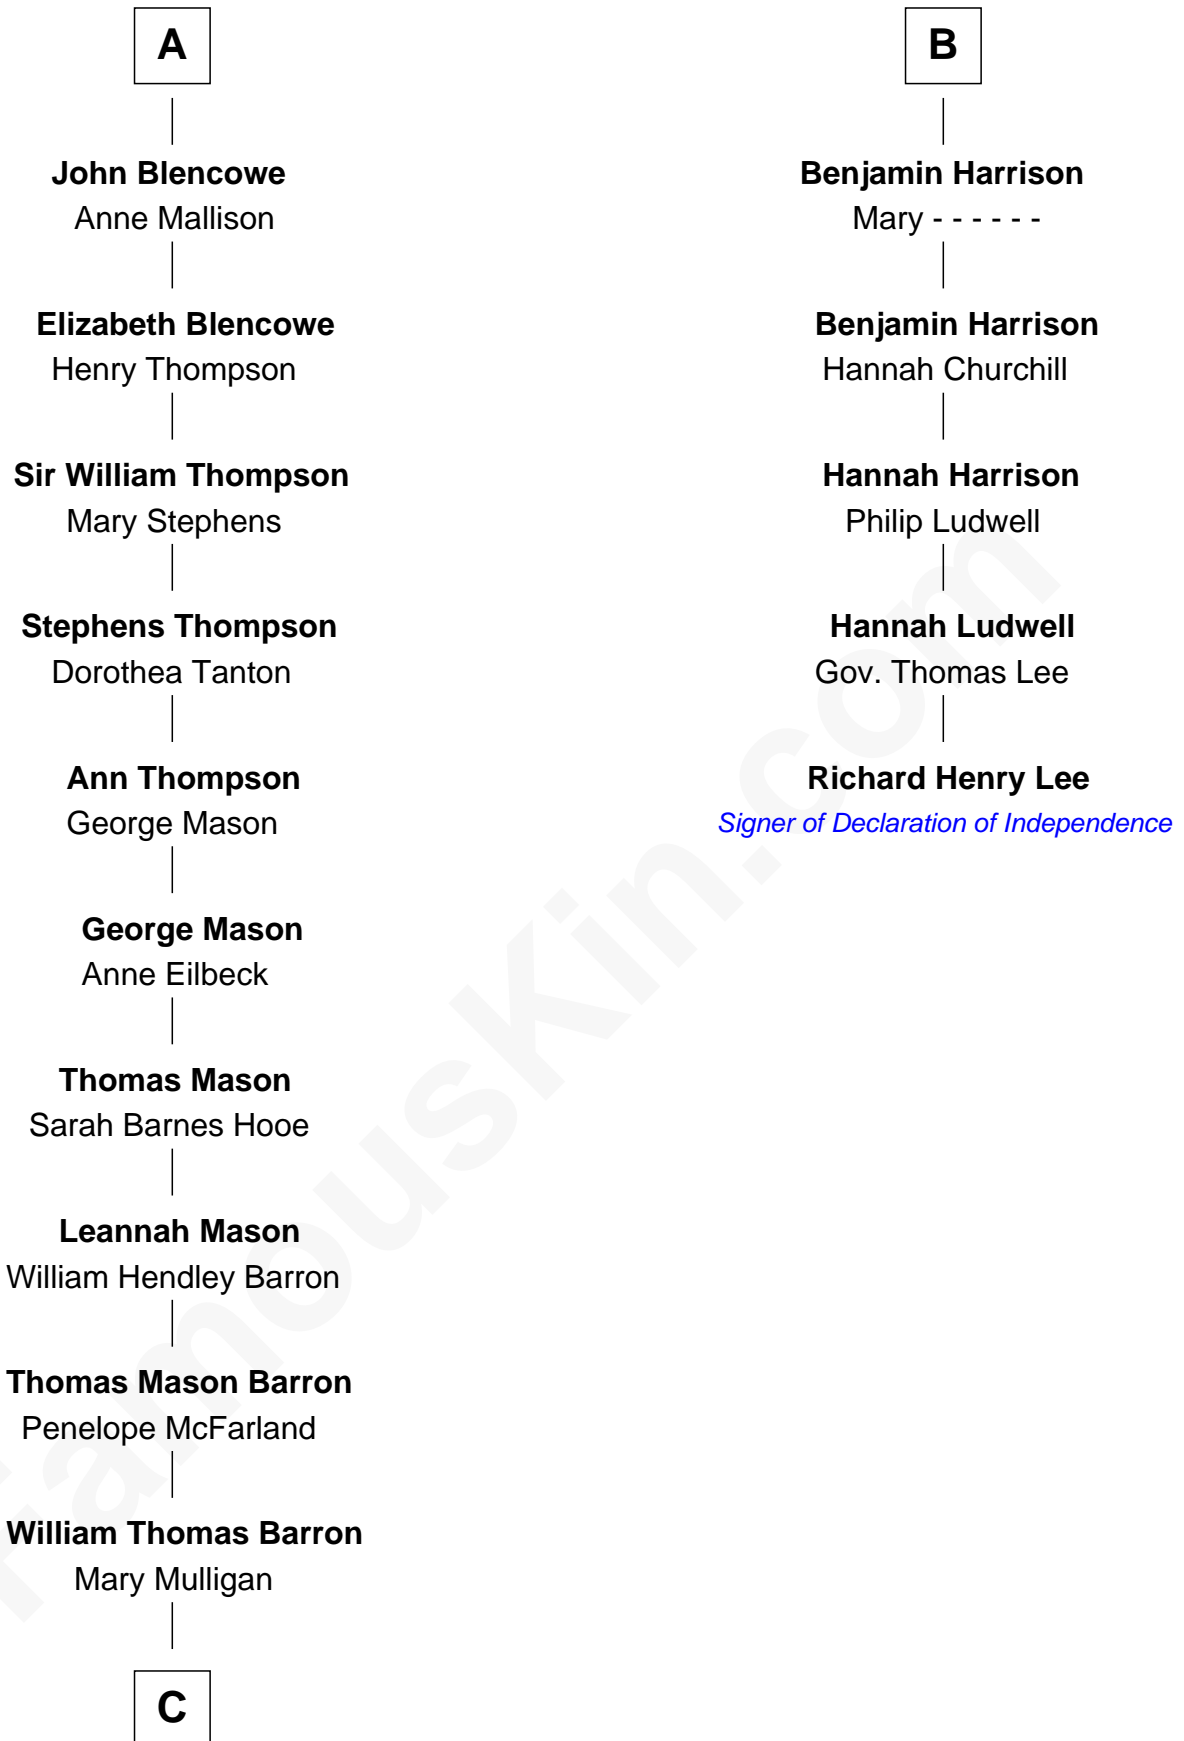 A
John Blencowe
Anne Mallison
Elizabeth Blencowe
Henry Thompson
Sir William Thompson
Mary Stephens
Stephens Thompson
Dorothea Tanton
Ann Thompson
George Mason
George Mason
Anne Eilbeck
Thomas Mason
Sarah Barnes Hooe
Leannah Mason
William Hendley Barron
Thomas Mason Barron
Penelope McFarland
William Thomas Barron
Mary Mulligan
C
B
Benjamin Harrison
Mary - - - - - -
Benjamin Harrison
Hannah Churchill
Hannah Harrison
Philip Ludwell
Hannah Ludwell
Gov. Thomas Lee
Richard Henry Lee
Signer of Declaration of Independence
FamousKin.com